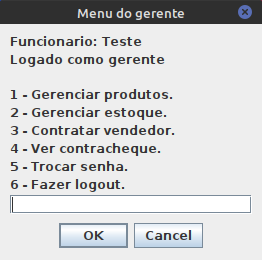 Menu do gerente
Funcionario: Teste
Logado como gerente
1 - Gerenciar produtos.
2 - Gerenciar estoque.
3 - Contratar vendedor.
4 - Ver contracheque.
5 - Trocar senha.
6 - Fazer logout.
OK
Cancel